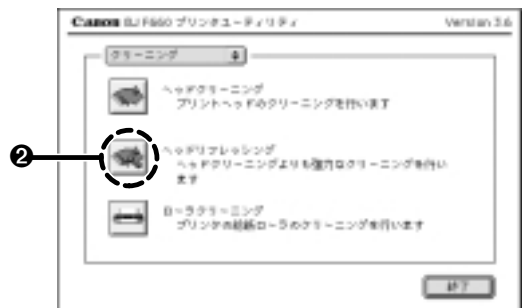 Canon BJ F660 プリンタユーティリティ Version 3.6
クリーニング
ヘッドクリーニング
プリントヘッドのクリーニングを行います
❷
ヘッドリフレッシング
ヘッドクリーニングよりも強力なクリーニングを行い
ます
ローラクリーニング
プリンタの給紙ローラのクリーニングを行います
終了